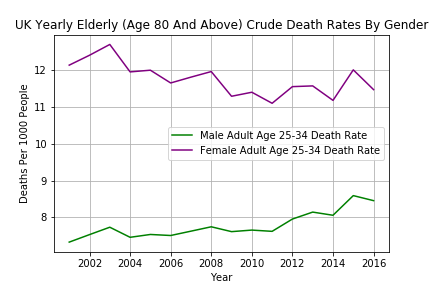 UK Yearly Elderly (Age 80 And Above) Crude Death Rates By Gender
Deaths Per 1000 People
12
11
10
9
8
Male Adult Age 25-34 Death Rate
Female Adult Age 25-34 Death Rate
2002 2004 2006 2008 2010 2012 2014 2016
Year